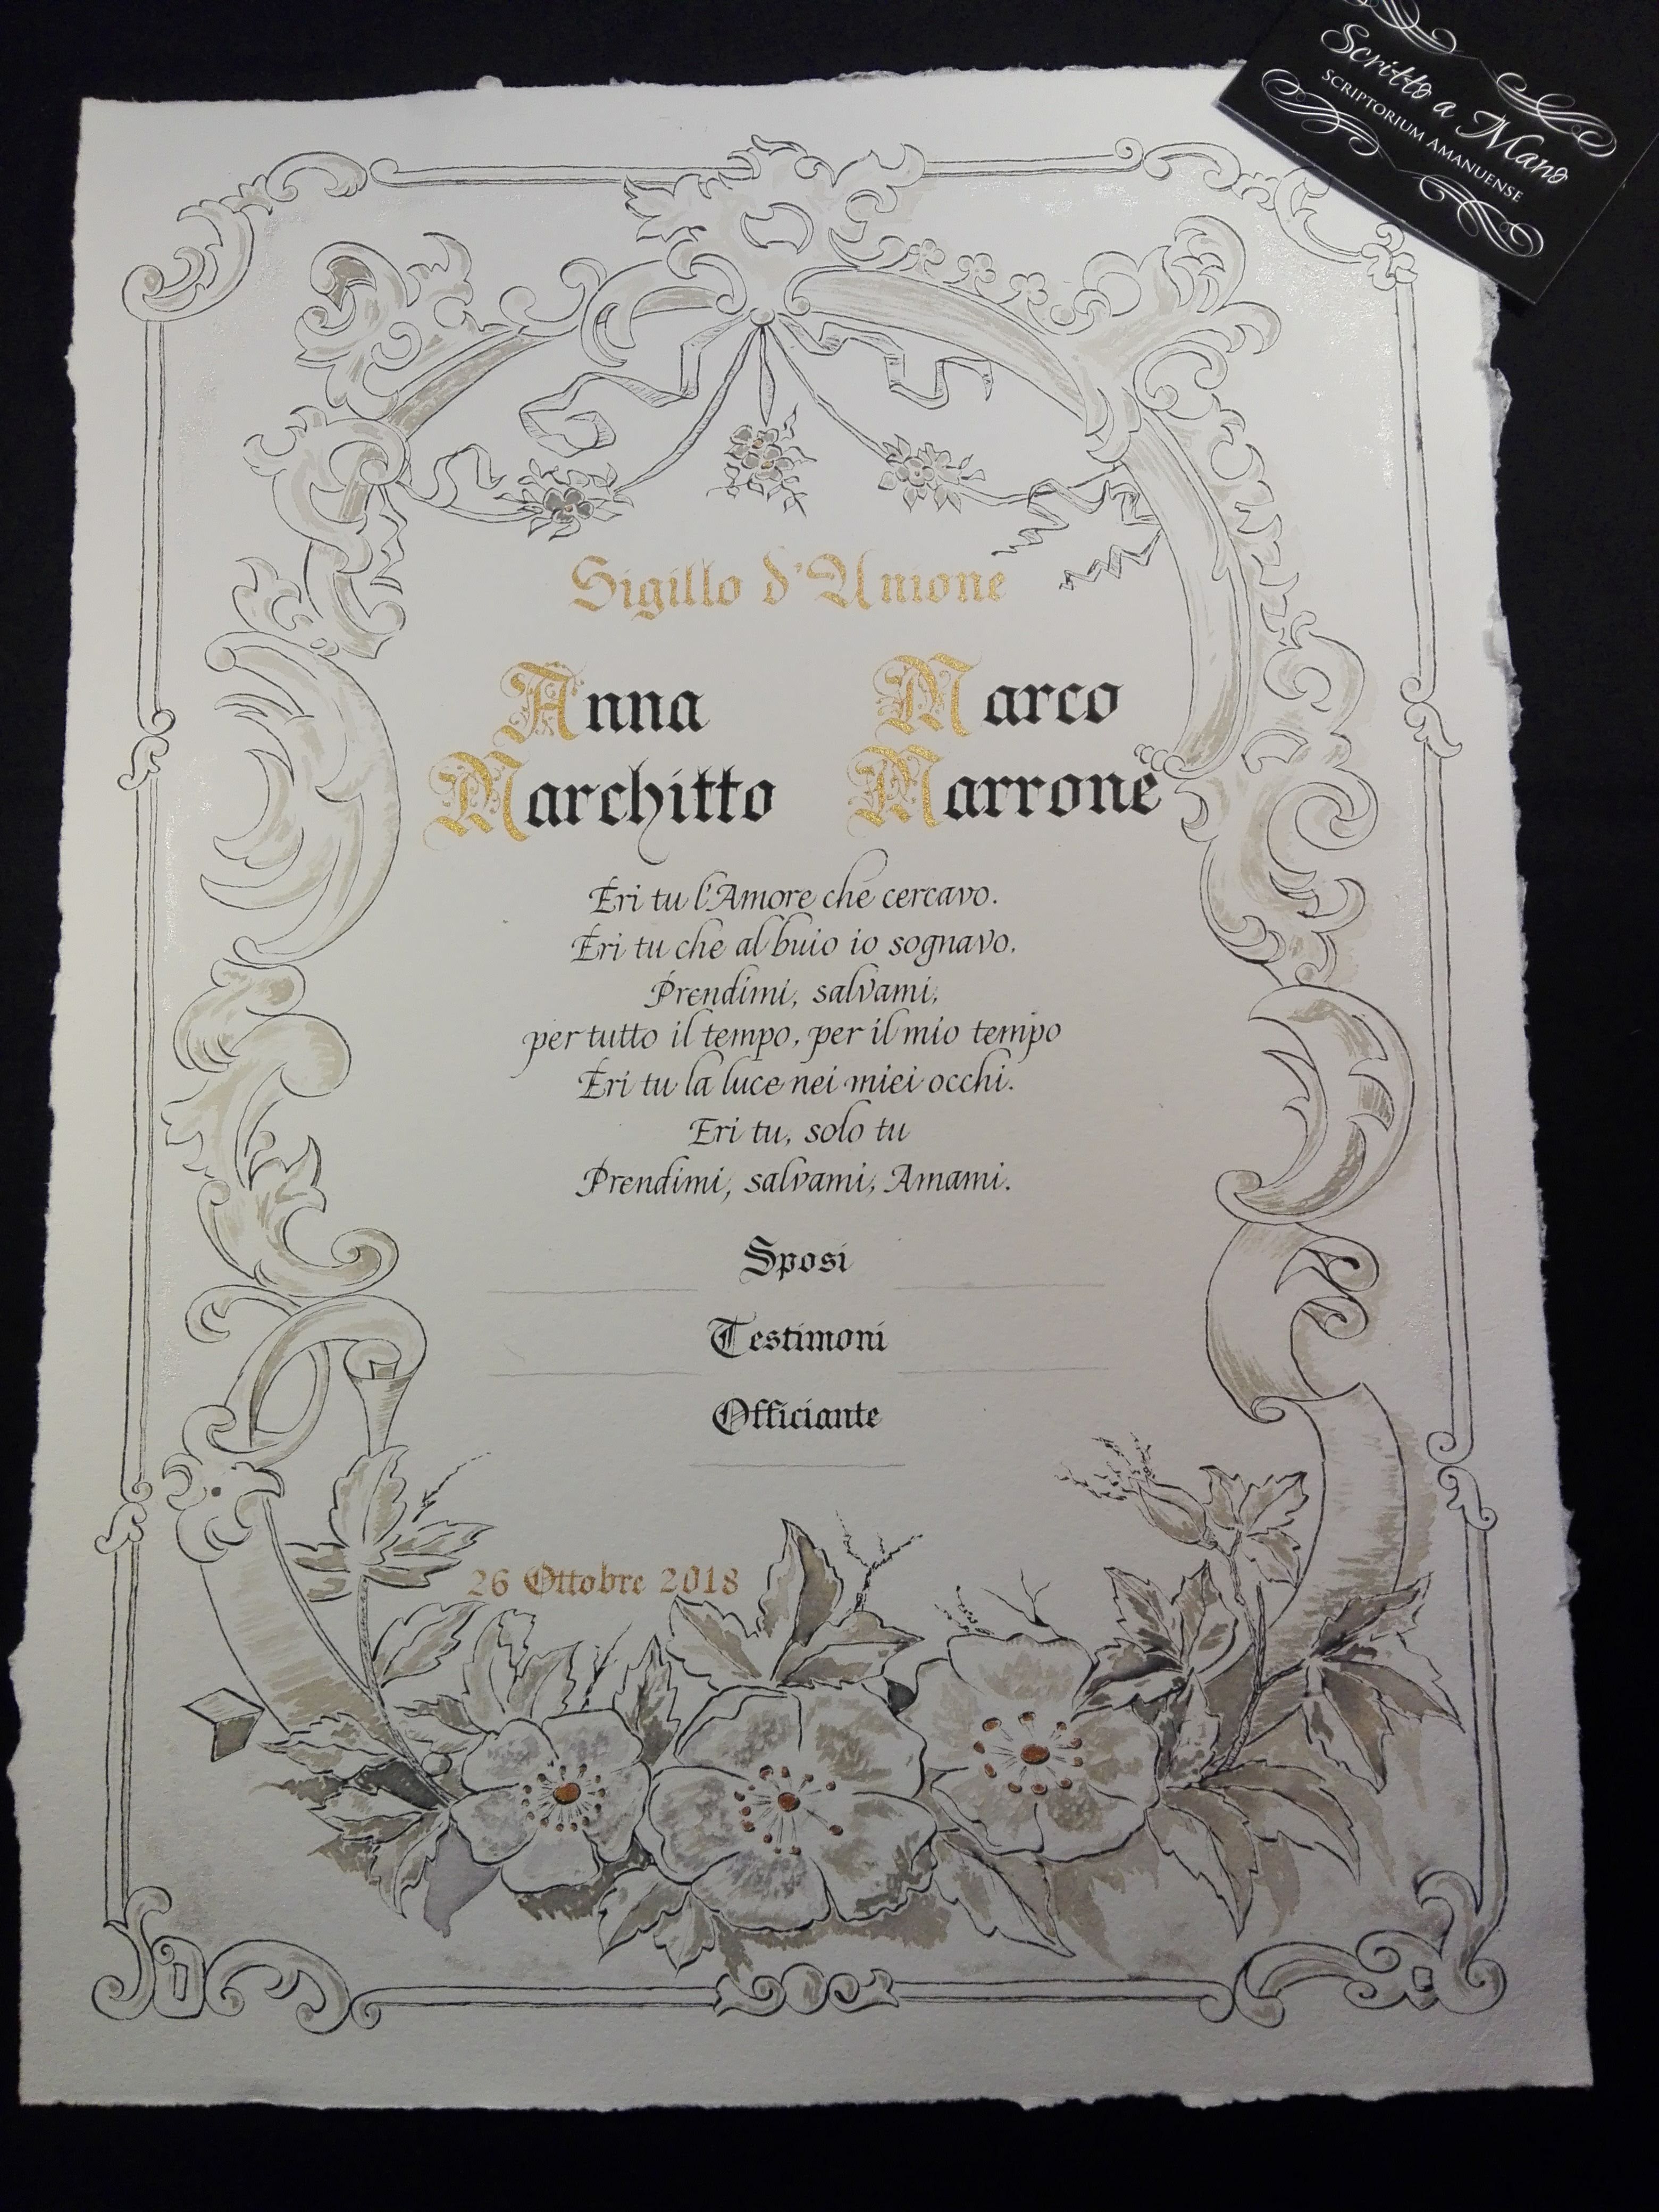 Scritto a Mano
SCRIPTORIUM AMANUENSE
Sigillo d'Unione
Anna Marco
Marchitto Marrone
Eri tu l'Amore che cercavo.
Eri tu che al buio io sognavo.
Prendimi, salvami,
per tutto il tempo, per il mio tempo
Eri tu la luce nei miei occhi.
Eri tu, solo tu
Prendimi, salvami, Amami.
Sposi
Testimoni
Officiante
26 Ottobre 2018